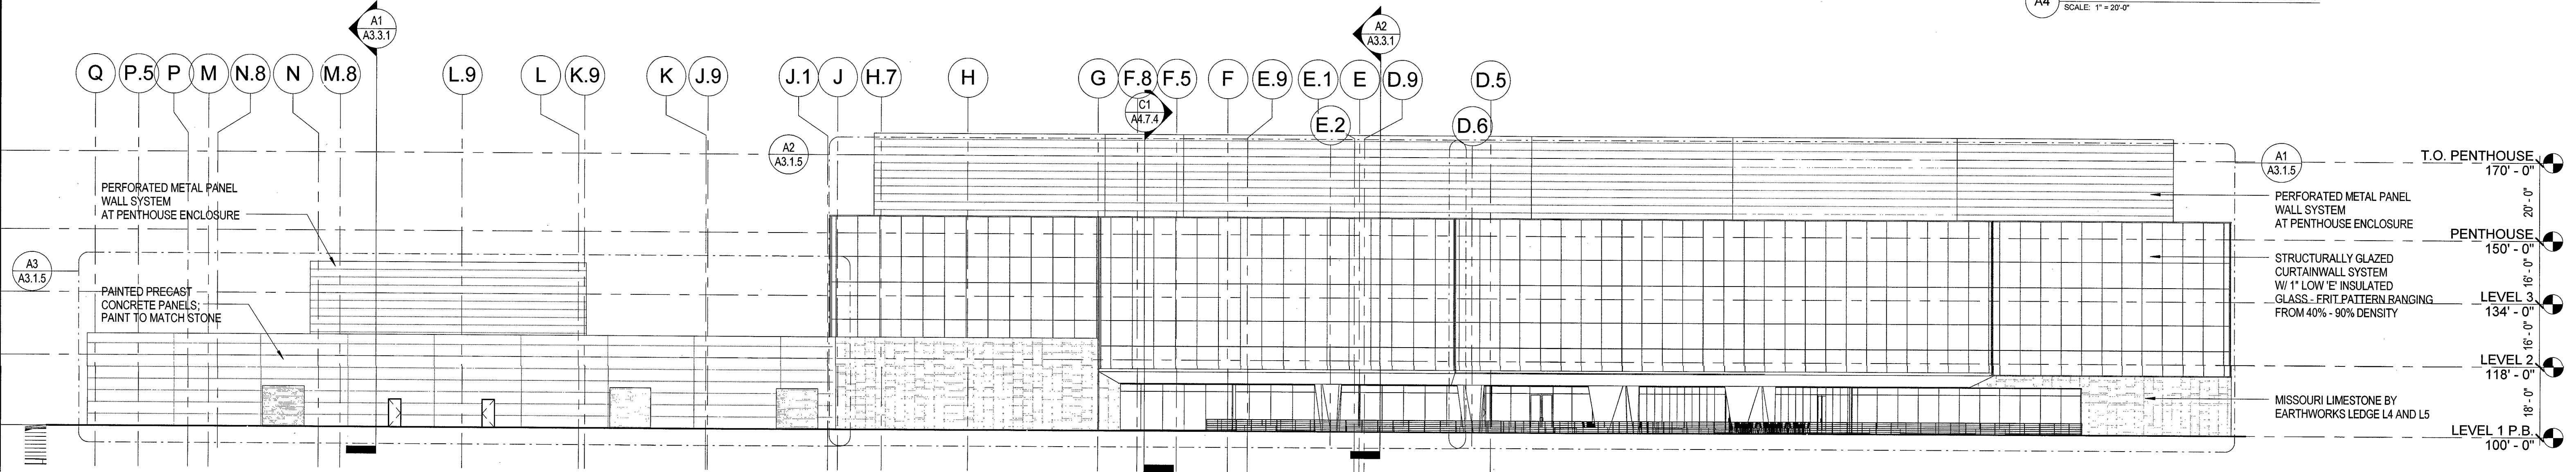 A4
SCALE: 1" = 20'-0"
A1
A3.3.1
A2
A3.3.1
Q
P.5
P
M
N.8
N
M.8
L.9
L
K.9
K
J.9
J.1
J
H.7
H
G
F.8
F.5
F
E.9
E.1
E
D.9
D.5
C1
A4.7.4
E.2
D.6
A2
A3.1.5
A1
A3.1.5
T.O. PENTHOUSE
170' - 0"
PERFORATED METAL PANEL
WALL SYSTEM
AT PENTHOUSE ENCLOSURE
PERFORATED METAL PANEL
WALL SYSTEM
AT PENTHOUSE ENCLOSURE
20' - 0"
PENTHOUSE
150' - 0"
A3
A3.1.5
STRUCTURALLY GLAZED
CURTAINWALL SYSTEM
W/ 1" LOW 'E' INSULATED
GLASS - FRIT PATTERN RANGING
FROM 40% - 90% DENSITY
16' - 0"
PAINTED PRECAST
CONCRETE PANELS;
PAINT TO MATCH STONE
LEVEL 3
134' - 0"
16' - 0"
LEVEL 2
118' - 0"
MISSOURI LIMESTONE BY
EARTHWORKS LEDGE L4 AND L5
18' - 0"
LEVEL 1 P.B.
100' - 0"